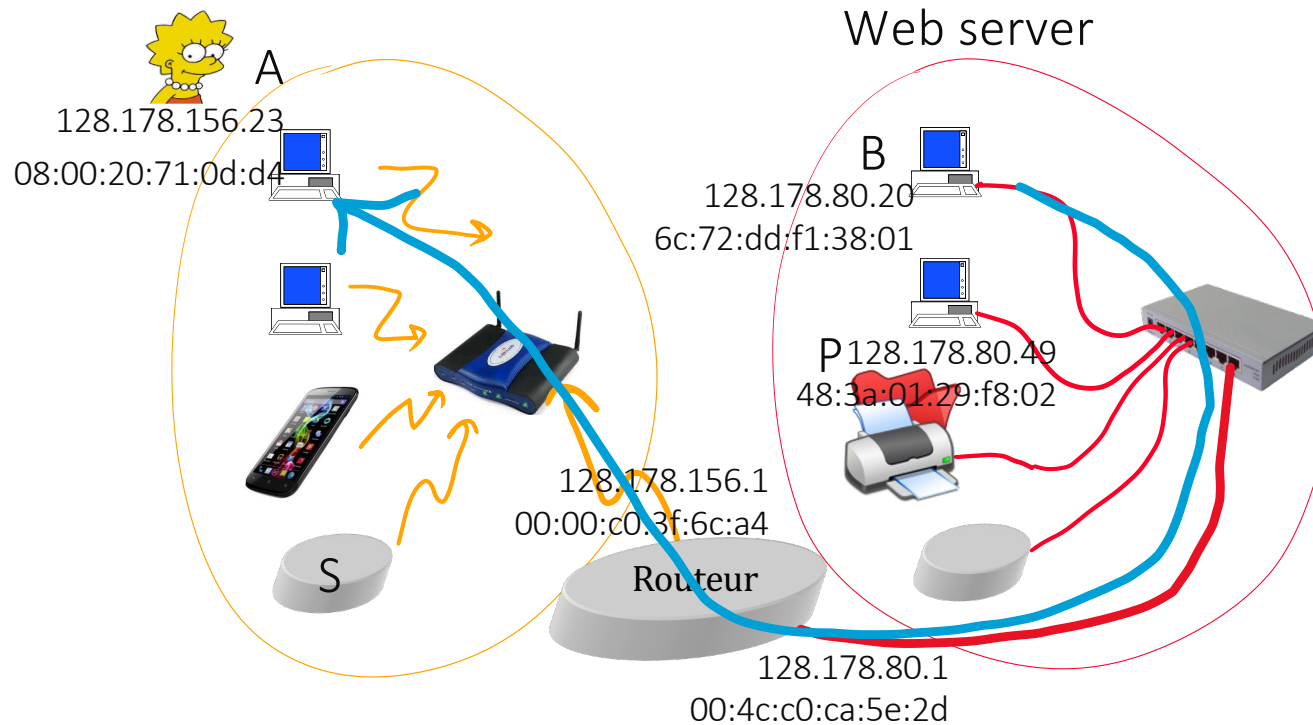 Web server
A
128.178.156.23
08:00:20:71:0d:d4
B
128.178.80.20
6c:72:dd:f1:38:01
P
128.178.80.49
48:3a:01:29:f8:02
128.178.156.1
00:00:c0:3f:6c:a4
S
Routeur
128.178.80.1
00:4c:c0:ca:5e:2d